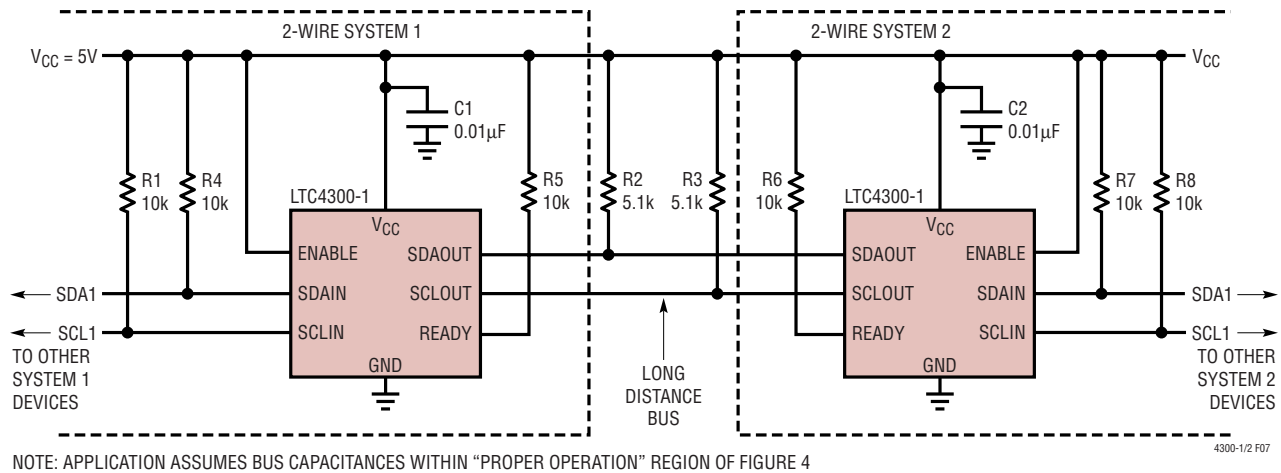 2-WIRE SYSTEM 1
2-WIRE SYSTEM 2
VCC = 5V
VCC
C1
0.01µF
C2
0.01µF
R1
10k
R4
10k
R5
10k
R2
5.1k
R3
5.1k
R6
10k
R7
10k
R8
10k
LTC4300-1
VCC
ENABLE
SDAIN
SCLIN
SDAOUT
SCLOUT
READY
GND
LTC4300-1
VCC
SDAOUT
SCLOUT
READY
ENABLE
SDAIN
SCLIN
GND
SDA1
SCL1
TO OTHER
SYSTEM 1
DEVICES
LONG
DISTANCE
BUS
SDA1
SCL1
TO OTHER
SYSTEM 2
DEVICES
4300-1/2 F07
NOTE: APPLICATION ASSUMES BUS CAPACITANCES WITHIN “PROPER OPERATION” REGION OF FIGURE 4